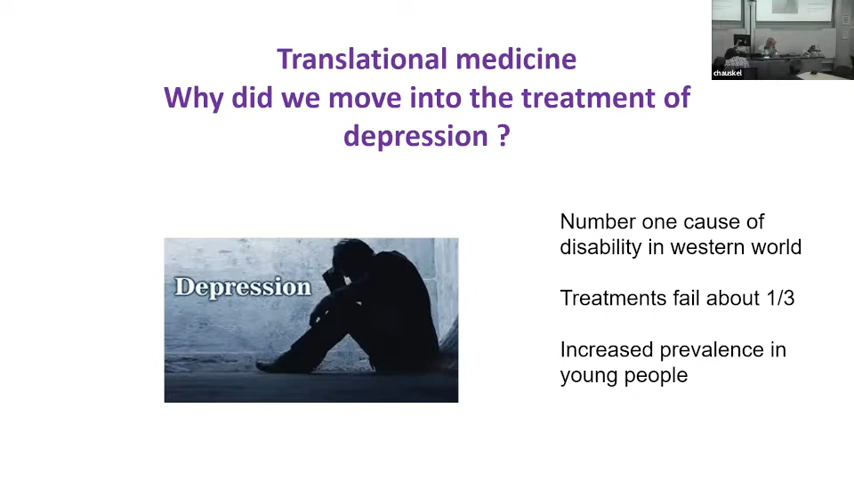 Translational medicine
Why did we move into the treatment of
depression ?
chauskel
Depression
Number one cause of
disability in western world
Treatments fail about 1/3
Increased prevalence in
young people